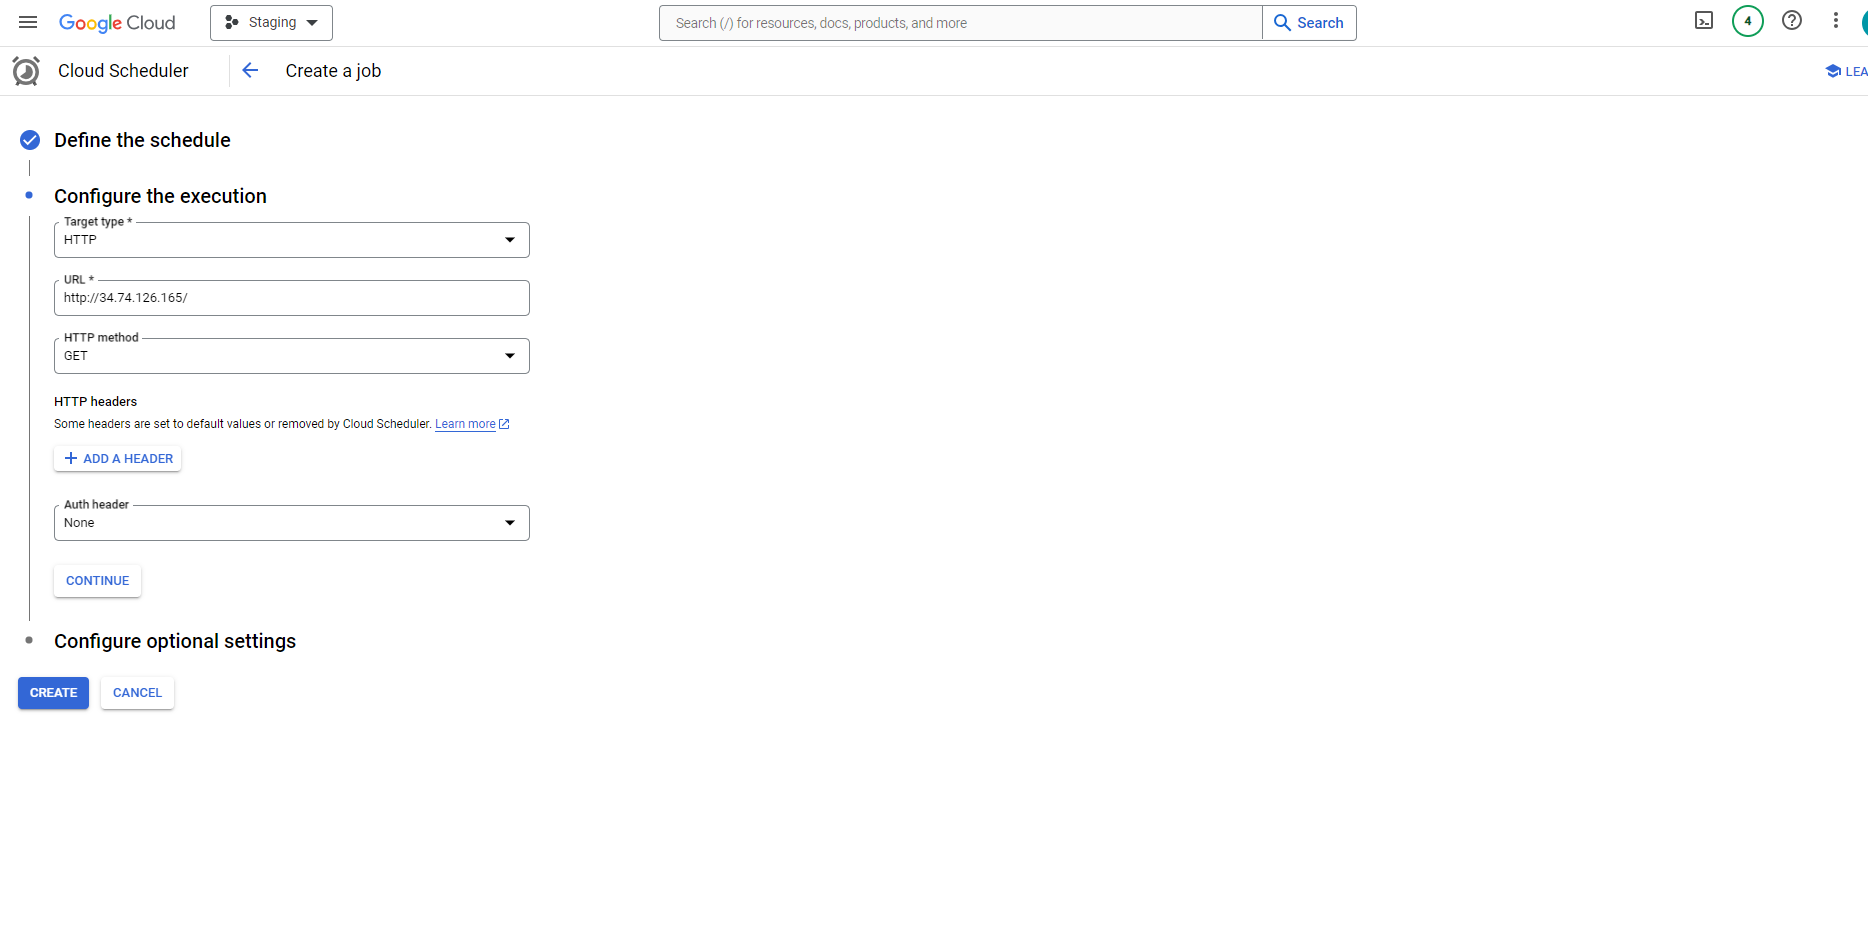 Google Cloud
Staging
Search (/) for resources, docs, products, and more
Search
4
Cloud Scheduler
Create a job
LEA
Define the schedule
Configure the execution
Target type *
HTTP
URL *
http://34.74.126.165/
HTTP method
GET
HTTP headers
Some headers are set to default values or removed by Cloud Scheduler. Learn more
ADD A HEADER
Auth header
None
CONTINUE
Configure optional settings
CREATE
CANCEL